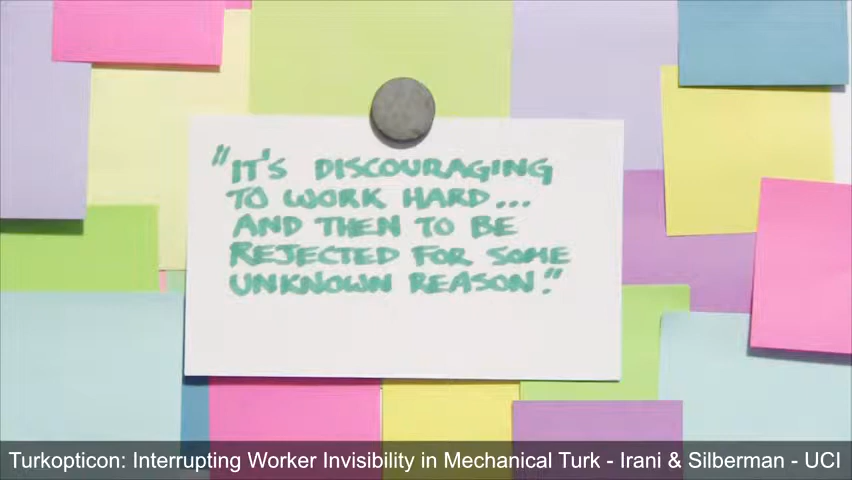 "IT'S DISCOURAGING
TO WORK HARD...
AND THEN TO BE
REJECTED FOR SOME
UNKNOWN REASON."
Turkopticon: Interrupting Worker Invisibility in Mechanical Turk - Irani & Silberman - UCI